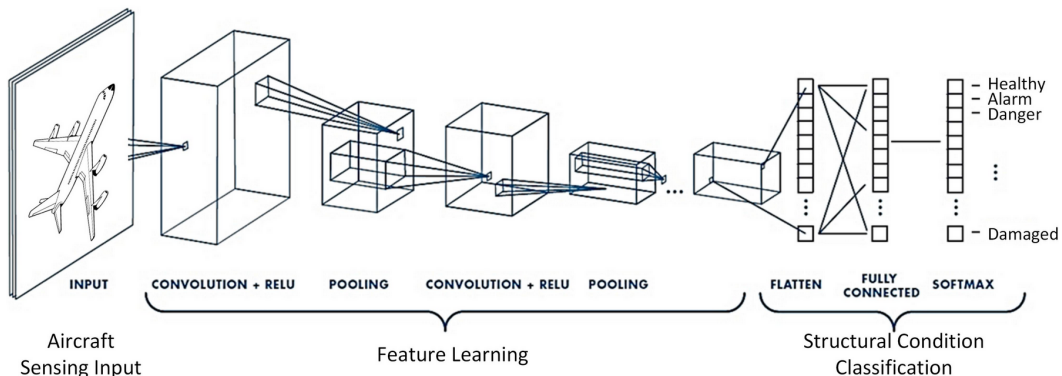 Healthy
Alarm
Danger
Damaged
INPUT
CONVOLUTION + RELU
POOLING
CONVOLUTION + RELU
POOLING
FLATTEN
FULLY
CONNECTED
SOFTMAX
Aircraft
Sensing Input
Feature Learning
Structural Condition
Classification